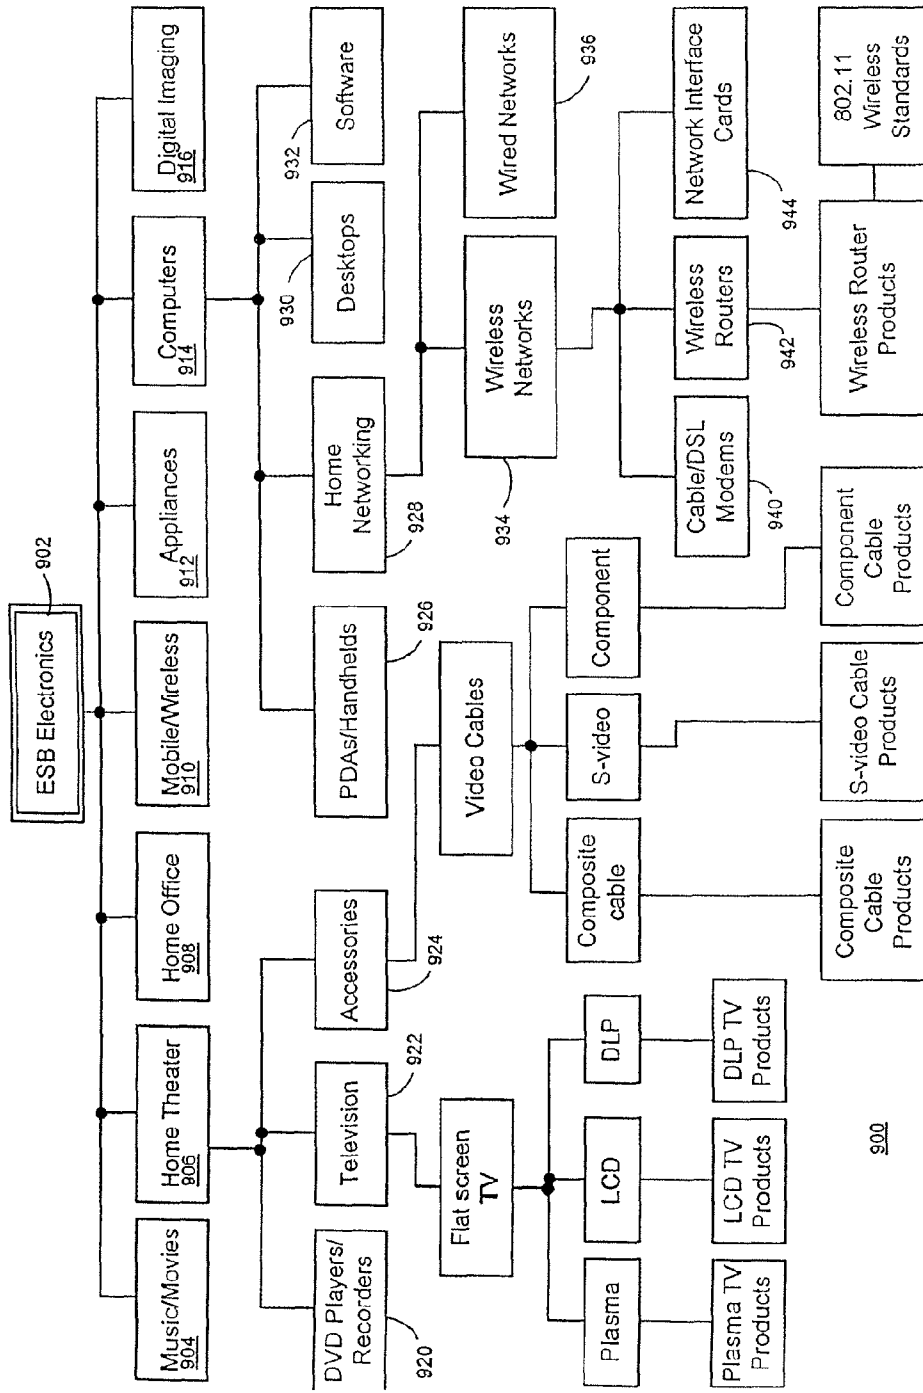 ESB Electronics
902
Music/Movies
904
Home Theater
906
Home Office
908
Mobile/Wireless
910
Appliances
912
Computers
914
Digital Imaging
916
DVD Players/
Recorders
920
Television
922
Accessories
924
PDAs/Handhelds
926
Home
Networking
928
Desktops
930
Software
932
Flat screen
TV
Video Cables
Wireless
Networks
934
Wired Networks
936
Plasma
LCD
DLP
Composite
cable
S-video
Component
Cable/DSL
Modems
940
Wireless
Routers
942
Network Interface
Cards
944
Plasma TV
Products
LCD TV
Products
DLP TV
Products
Composite
Cable
Products
S-video Cable
Products
Component
Cable
Products
Wireless Router
Products
802.11
Wireless
Standards
900